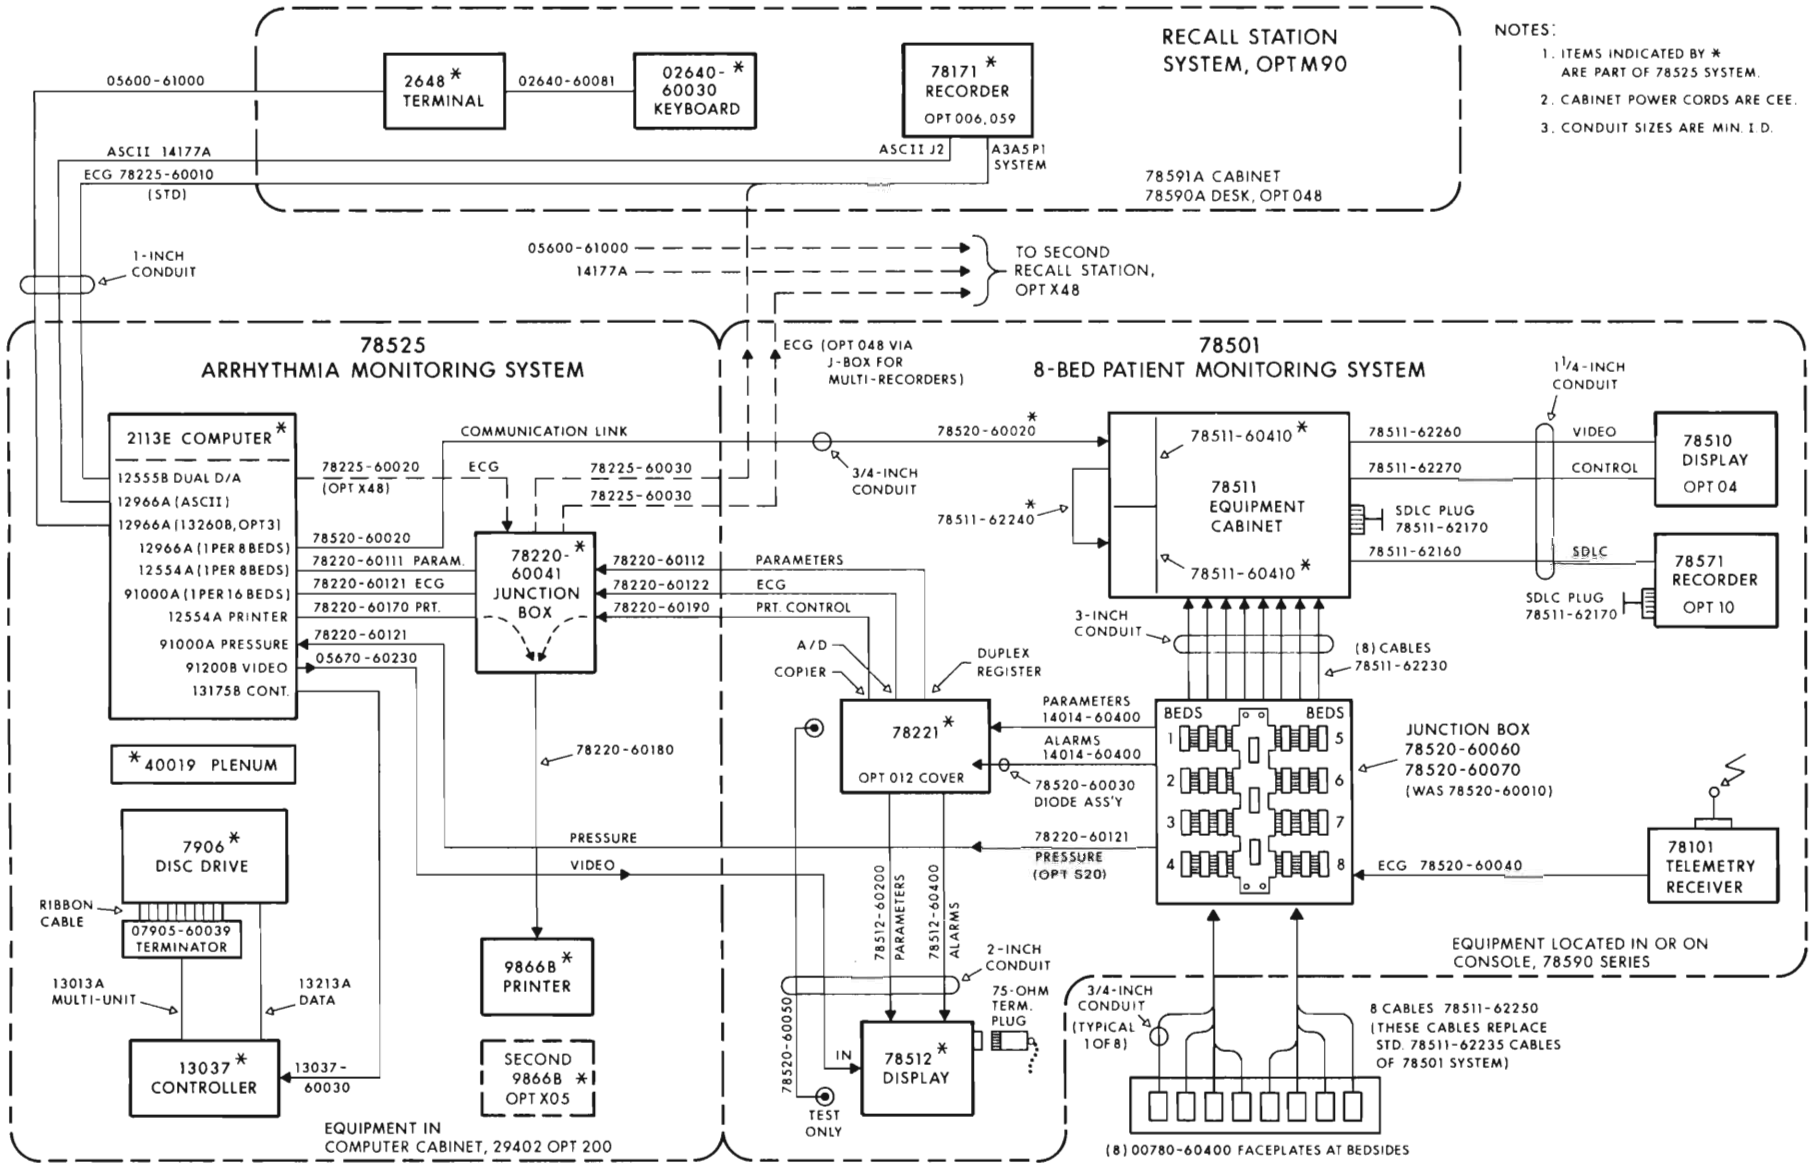 RECALL STATION
SYSTEM, OPT M90
NOTES:
1. ITEMS INDICATED BY *
ARE PART OF 78525 SYSTEM.
2. CABINET POWER CORDS ARE CEE.
3. CONDUIT SIZES ARE MIN. I.D.
05600-61000
2648 *
TERMINAL
02640-60081
02640- *
60030
KEYBOARD
78171 *
RECORDER
OPT 006, 059
ASCII 14177A
ASCII J2
A3A5P1
SYSTEM
ECG 78225-60010
(STD)
78591A CABINET
78590A DESK, OPT 048
1-INCH
CONDUIT
05600-61000
14177A
TO SECOND
RECALL STATION,
OPT X48
78525
ARRHYTHMIA MONITORING SYSTEM
ECG (OPT 048 VIA
J-BOX FOR
MULTI-RECORDERS)
78501
8-BED PATIENT MONITORING SYSTEM
1 1/4-INCH
CONDUIT
2113E COMPUTER *
12555B DUAL D/A
12966A (ASCII)
12966A (13260B, OPT3)
12966A (1 PER 8 BEDS)
12554A (1 PER 8 BEDS)
91000A (1 PER 16 BEDS)
12554A PRINTER
91000A PRESSURE
91200B VIDEO
13175B CONT.
COMMUNICATION LINK
78225-60020
(OPT X48)
ECG
78225-60030
78225-60030
3/4-INCH
CONDUIT
78520-60020 *
78511-62240 *
78511-60410 *
78511
EQUIPMENT
CABINET
78511-60410 *
78511-62260
VIDEO
78511-62270
CONTROL
SDLC PLUG
78511-62170
78511-62160
SDLC
78510
DISPLAY
OPT 04
78571
RECORDER
OPT 10
SDLC PLUG
78511-62170
78520-60020
78220-60111 PARAM.
78220-60121 ECG
78220-60170 PRT.
78220-60121
05670-60230
78220- *
60041
JUNCTION
BOX
78220-60112
PARAMETERS
78220-60122
ECG
78220-60190
PRT. CONTROL
3-INCH
CONDUIT
(8) CABLES
78511-62230
A/D
COPIER
DUPLEX
REGISTER
78221 *
OPT 012 COVER
PARAMETERS
14014-60400
ALARMS
14014-60400
78520-60030
DIODE ASS'Y
BEDS
BEDS
1
5
2
6
3
7
4
8
JUNCTION BOX
78520-60060
78520-60070
(WAS 78520-60010)
78220-60180
* 40019 PLENUM
7906 *
DISC DRIVE
RIBBON
CABLE
07905-60039
TERMINATOR
PRESSURE
VIDEO
78220-60121
PRESSURE
(OPT S20)
ECG 78520-60040
78101
TELEMETRY
RECEIVER
78512-60200
PARAMETERS
78512-60400
ALARMS
9866B *
PRINTER
13013A
MULTI-UNIT
13213A
DATA
2-INCH
CONDUIT
75-OHM
TERM.
PLUG
3/4-INCH
CONDUIT
(TYPICAL
1 OF 8)
EQUIPMENT LOCATED IN OR ON
CONSOLE, 78590 SERIES
8 CABLES 78511-62250
(THESE CABLES REPLACE
STD. 78511-62235 CABLES
OF 78501 SYSTEM)
13037 *
CONTROLLER
13037-
60030
SECOND
9866B *
OPT X05
78520-60050
IN
78512 *
DISPLAY
TEST
ONLY
EQUIPMENT IN
COMPUTER CABINET, 29402 OPT 200
(8) 00780-60400 FACEPLATES AT BEDSIDES